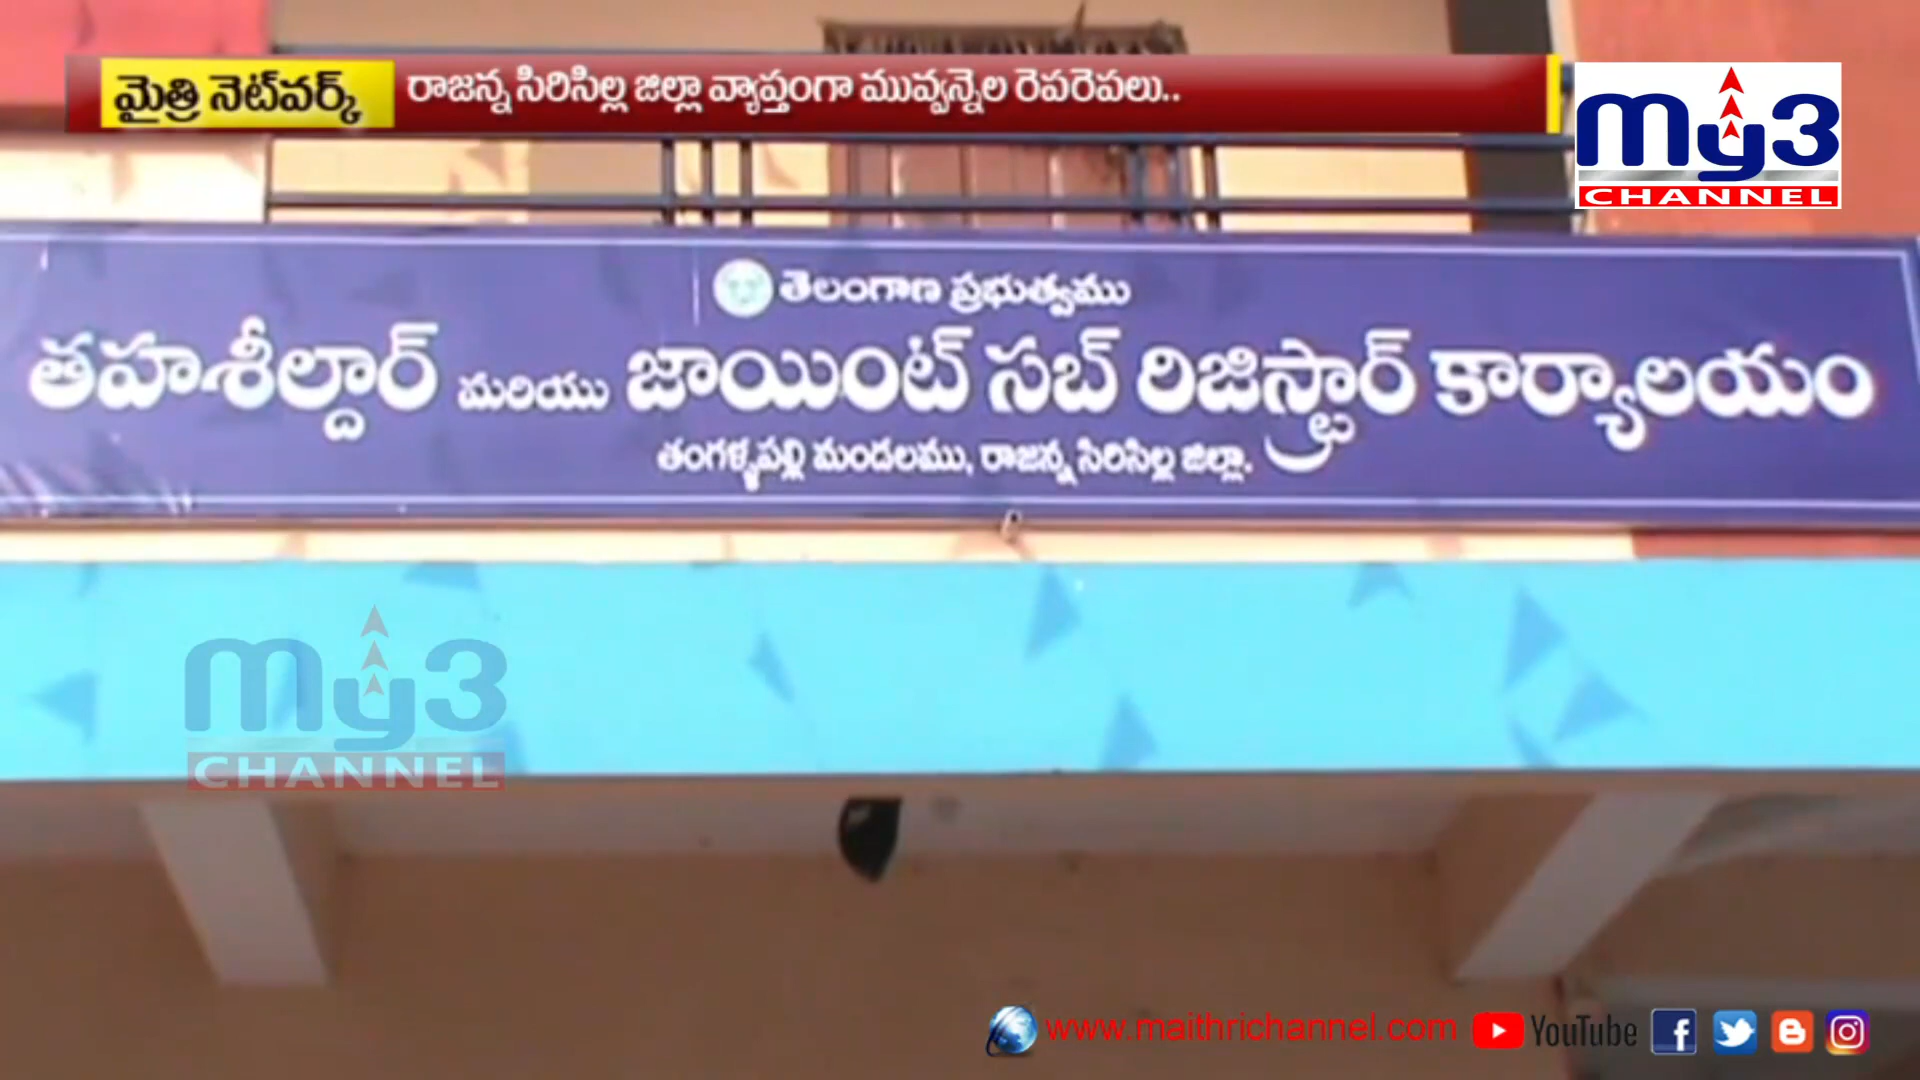 మైత్రి నెట్‌వర్క్ రాజన్న సిరిసిల్ల జిల్లా వ్యాప్తంగా మువ్వన్నెల రెపరెపలు..
my3
CHANNEL
తెలంగాణ ప్రభుత్వము
తహశీల్దార్ మరియు జాయింట్ సబ్ రిజిస్ట్రార్ కార్యాలయం
తంగళ్ళపల్లి మండలము, రాజన్న సిరిసిల్ల జిల్లా.
my3
CHANNEL
www.maithrichannel.com YouTube